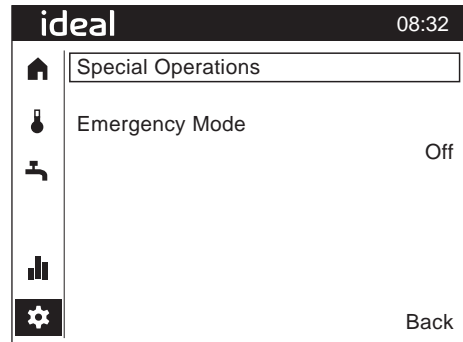 ideal 08:32
Special Operations
Emergency Mode
Off
Back